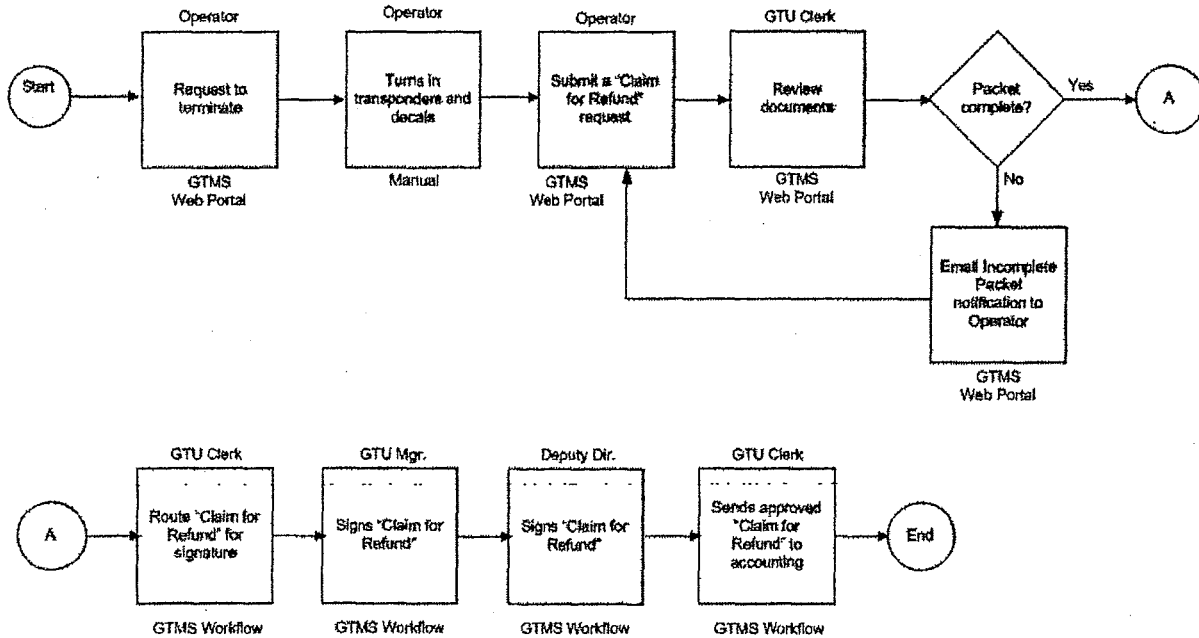 Operator
Operator
Operator
GTU Clerk
Start
Request to
terminate
Turns in
transponders and
decals
Submit a "Claim
for Refund"
request
Review
documents
Packet
complete?
Yes
A
GTMS
Web Portal
Manual
GTMS
Web Portal
GTMS
Web Portal
No
Email Incomplete
Packet
notification to
Operator
GTMS
Web Portal
GTU Clerk
GTU Mgr.
Deputy Dir.
GTU Clerk
A
Route "Claim for
Refund" for
signature
Signs "Claim for
Refund"
Signs "Claim for
Refund"
Sends approved
"Claim for
Refund" to
accounting
End
GTMS Workflow
GTMS Workflow
GTMS Workflow
GTMS Workflow